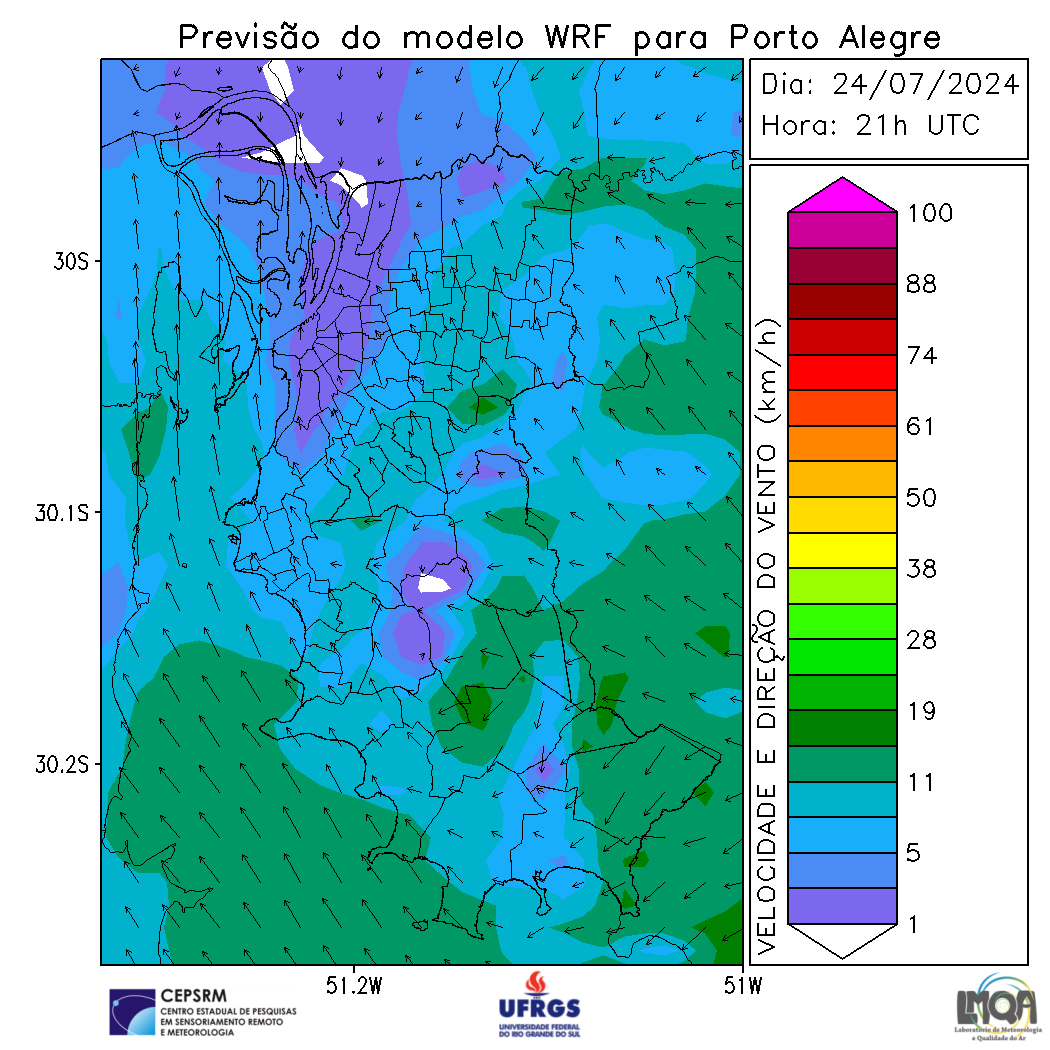 Previsão do modelo WRF para Porto Alegre
Dia: 24/07/2024
Hora: 21h UTC
30S
30.1S
30.2S
51.2W
51W
VELOCIDADE E DIREÇÃO DO VENTO (km/h)
100
88
74
61
50
38
28
19
11
5
1
CEPSRM
CENTRO ESTADUAL DE PESQUISAS
EM SENSORIAMENTO REMOTO
E METEOROLOGIA
UFRGS
UNIVERSIDADE FEDERAL
DO RIO GRANDE DO SUL
LMQA
Laboratório de Meteorologia
e Qualidade do Ar